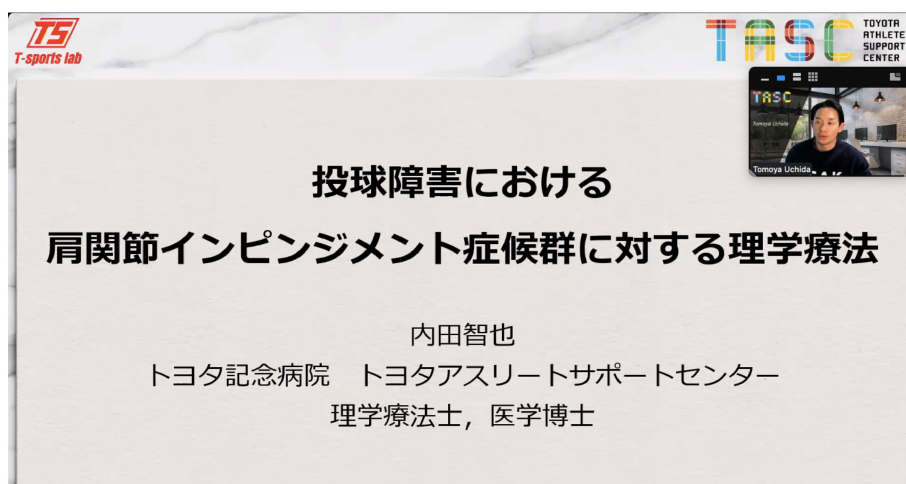 TS
T-sports lab
TASC
TOYOTA
ATHLETE
SUPPORT
CENTER
TASC
Tomoya Uchida
Tomoya Uchida
投球障害における
肩関節インピンジメント症候群に対する理学療法
内田智也
トヨタ記念病院　トヨタアスリートサポートセンター
理学療法士，医学博士